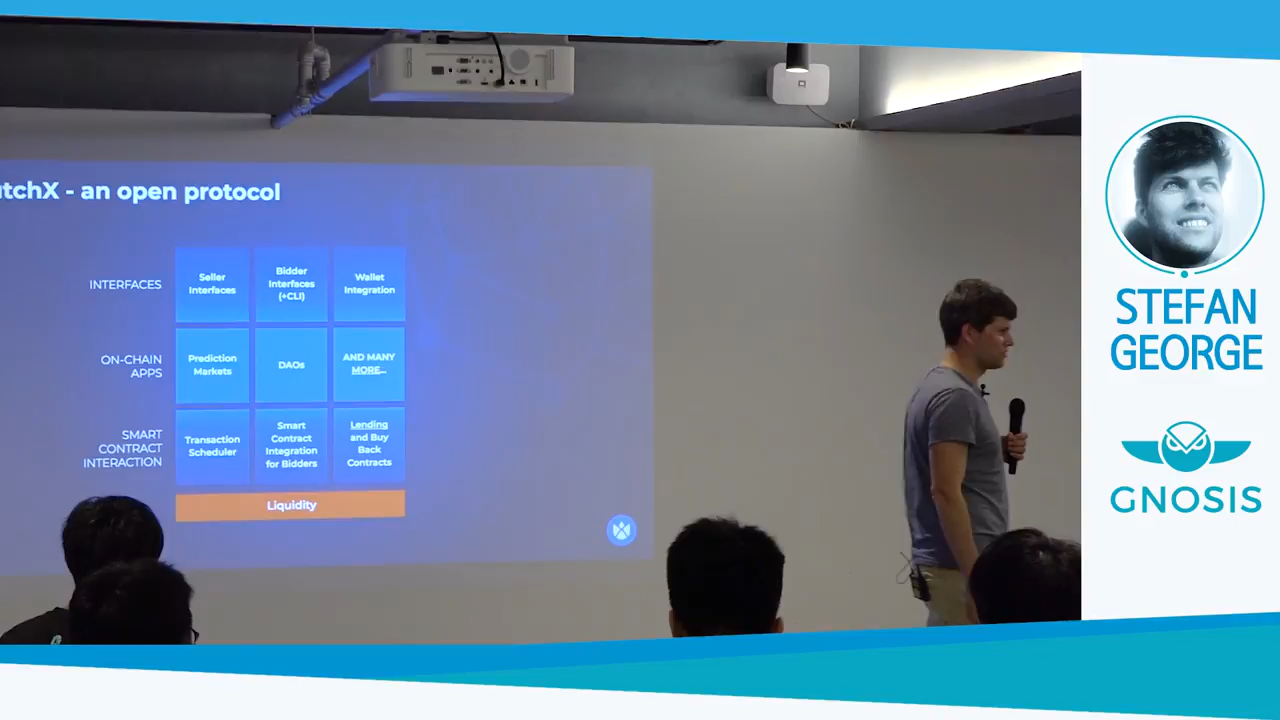 utchX - an open protocol
INTERFACES
Seller
Interfaces
Bidder
Interfaces
(+CLI)
Wallet
Integration
ON-CHAIN
APPS
Prediction
Markets
DAOs
AND MANY
MORE...
SMART
CONTRACT
INTERACTION
Transaction
Scheduler
Smart
Contract
Integration
for Bidders
Lending
and Buy
Back
Contracts
Liquidity
STEFAN
GEORGE
GNOSIS